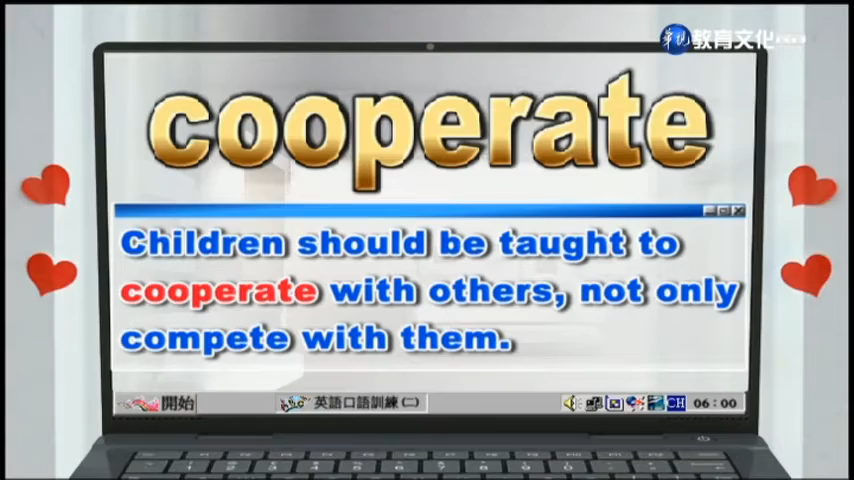 華視 教育文化
cooperate
Children should be taught to
cooperate with others, not only
compete with them.
開始
英語口語訓練(二)
CH
06:00